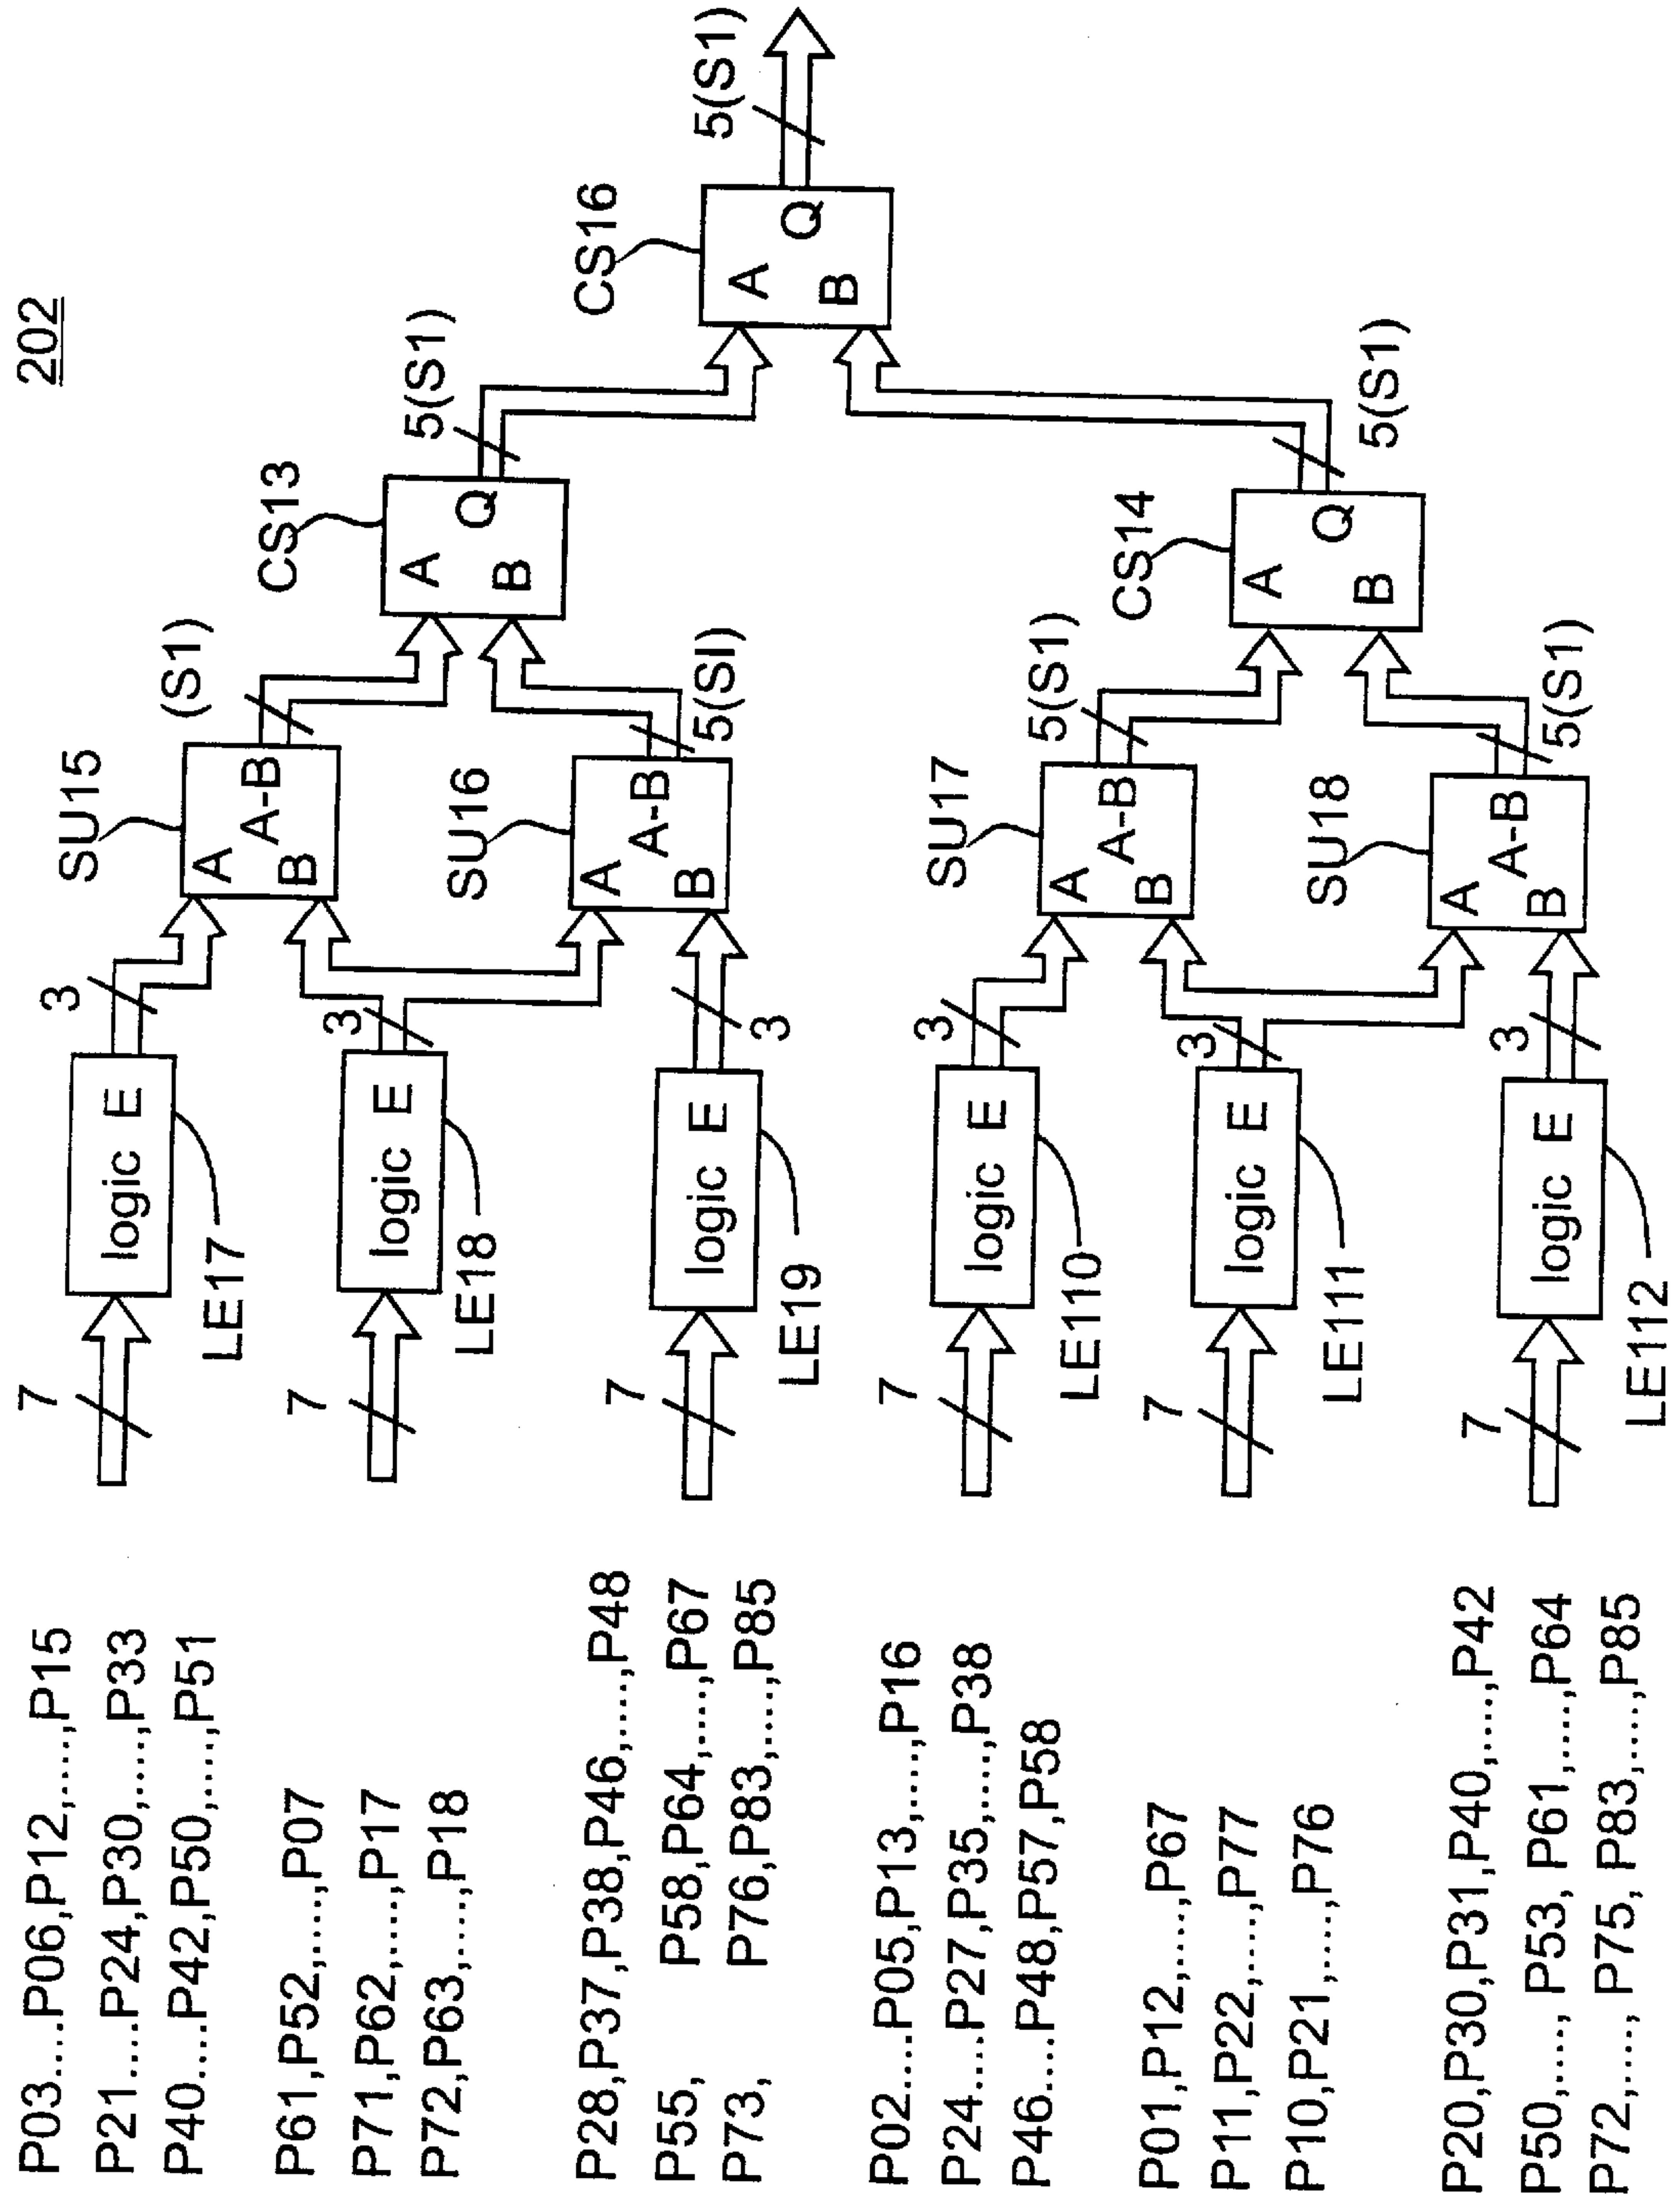 202
P03....P06,P12,....,P15
P21....P24,P30,....,P33
P40....P42,P50,....,P51
7
logic E
LE17
3
SU15
A
A-B
B
(S1)
P61,P52,....,P07
P71,P62,....,P17
P72,P63,....,P18
7
logic E
LE18
3
SU16
A
A-B
B
5(SI)
CS13
A
Q
B
5(S1)
P28,P37,P38,P46,....,P48
P55, P58,P64,....,P67
P73, P76,P83,....,P85
7
logic E
LE19
3
CS16
A
Q
B
5(S1)
P02....P05,P13,....,P16
P24....P27,P35,....,P38
P46....P48,P57,P58
7
logic E
LE110
3
SU17
A
A-B
B
5(S1)
P01,P12,....,P67
P11,P22,....,P77
P10,P21,....,P76
7
logic E
LE111
3
CS14
A
Q
B
5(S1)
P20,P30,P31,P40,....,P42
P50,...., P53, P61,....,P64
P72,...., P75, P83,....,P85
7
logic E
LE112
3
SU18
A
A-B
B
5(S1)